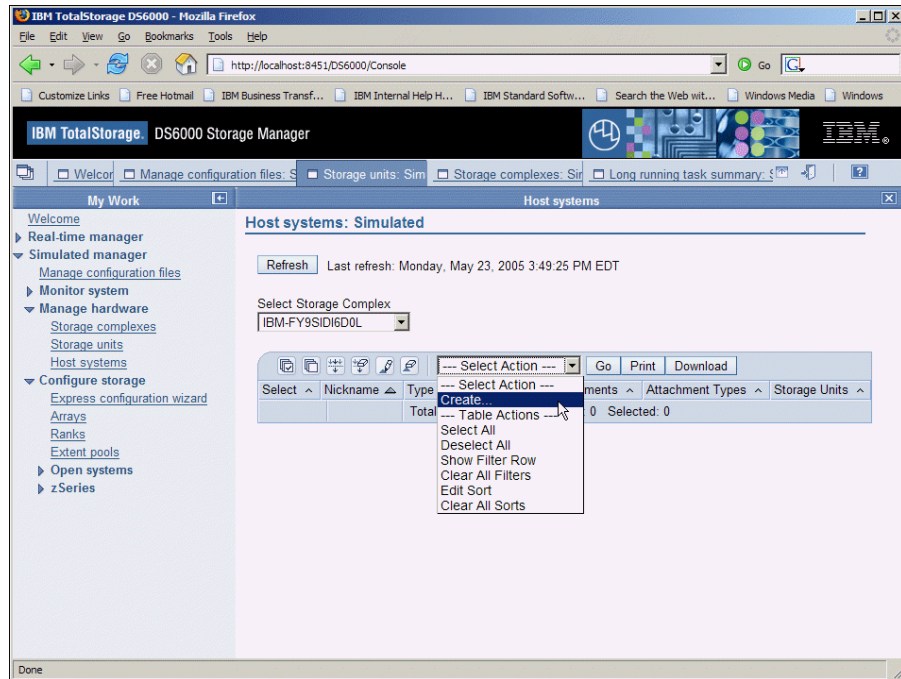 IBM TotalStorage DS6000 - Mozilla Firefox
File Edit View Go Bookmarks Tools Help
http://localhost:8451/DS6000/Console Go G
Customize Links Free Hotmail IBM Business Transf... IBM Internal Help H... IBM Standard Softw... Search the Web wit... Windows Media Windows
IBM TotalStorage. DS6000 Storage Manager IBM
Welcor Manage configuration files: S Storage units: Sim Storage complexes: Sir Long running task summary: ?
My Work
Host systems
Welcome
Real-time manager
Simulated manager
Manage configuration files
Monitor system
Manage hardware
Storage complexes
Storage units
Host systems
Configure storage
Express configuration wizard
Arrays
Ranks
Extent pools
Open systems
zSeries
Host systems: Simulated
Refresh Last refresh: Monday, May 23, 2005 3:49:25 PM EDT
Select Storage Complex
IBM-FY9SIDI6D0L
--- Select Action --- Go Print Download
Select Nickname Type ments Attachment Types Storage Units
Total 0 Selected: 0
--- Select Action ---
Create...
--- Table Actions ---
Select All
Deselect All
Show Filter Row
Clear All Filters
Edit Sort
Clear All Sorts
Done